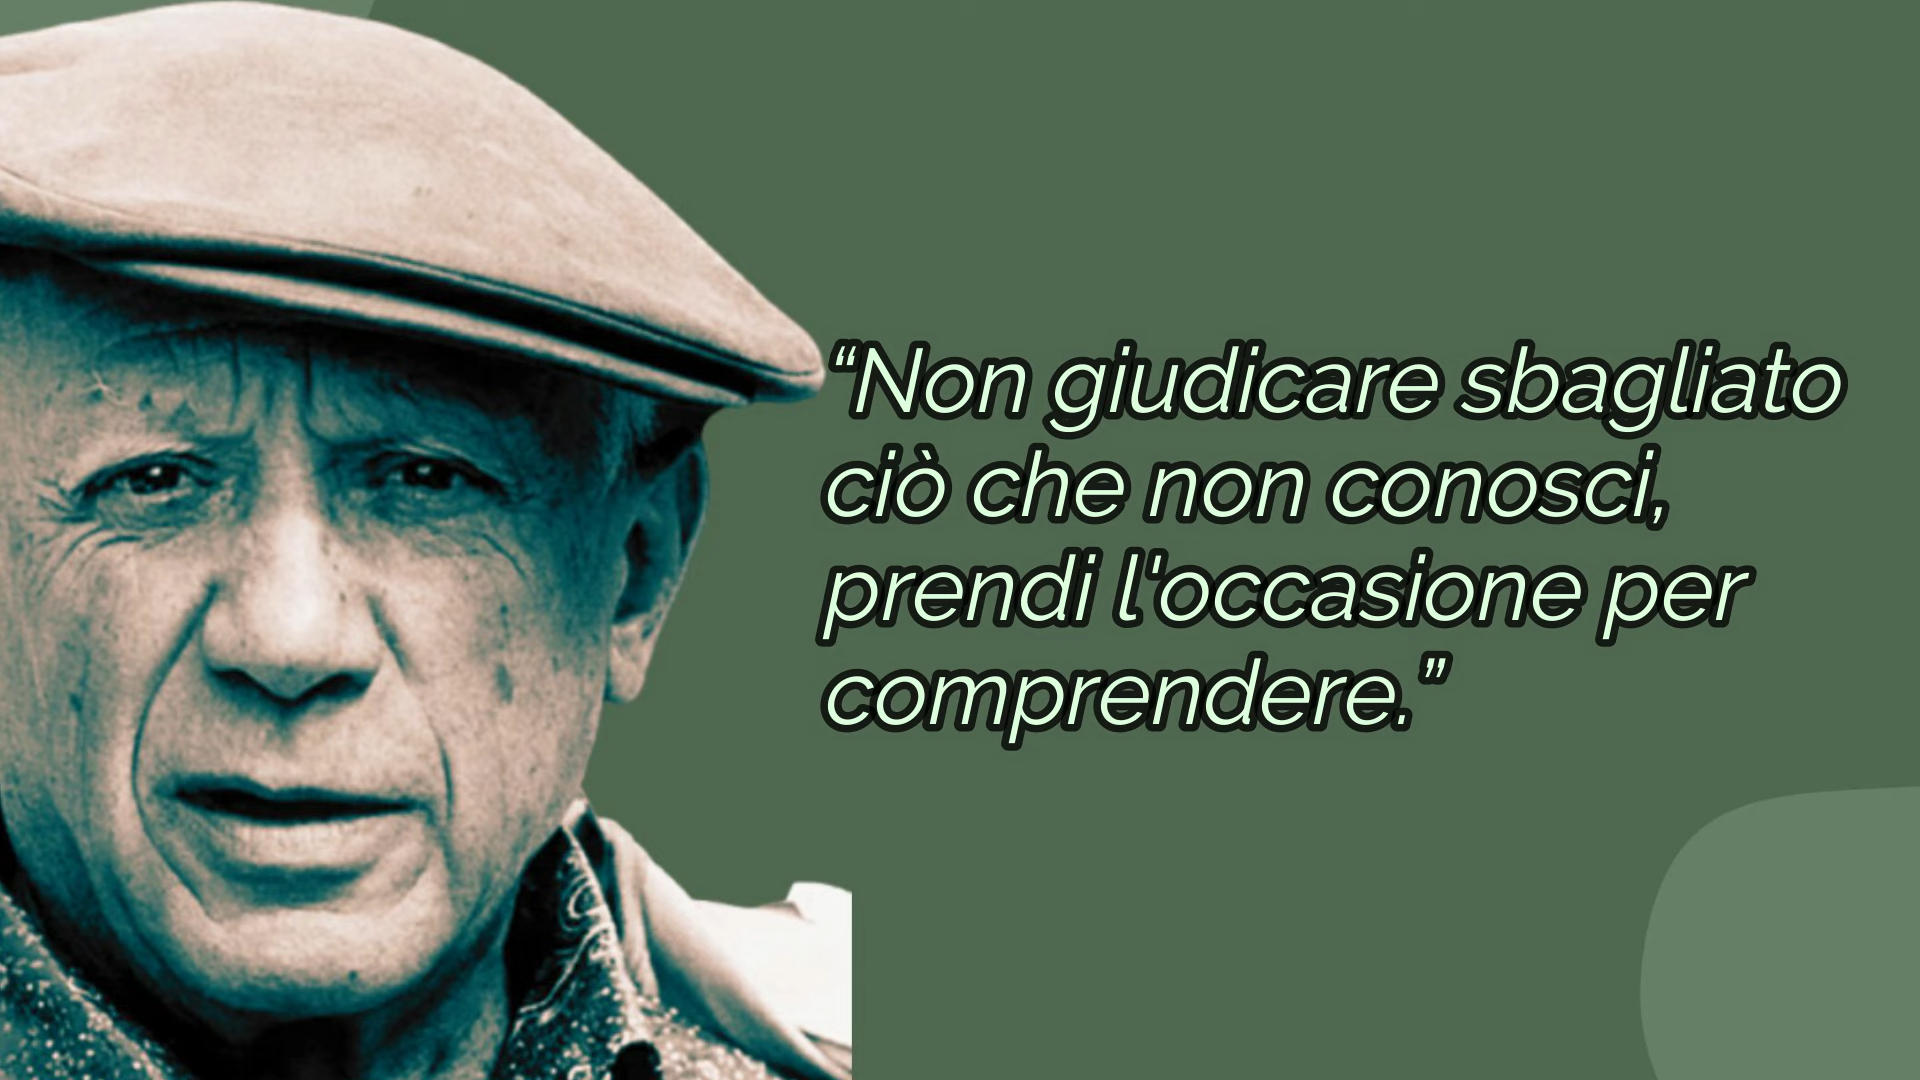 “Non giudicare sbagliato
ciò che non conosci,
prendi l'occasione per
comprendere.”